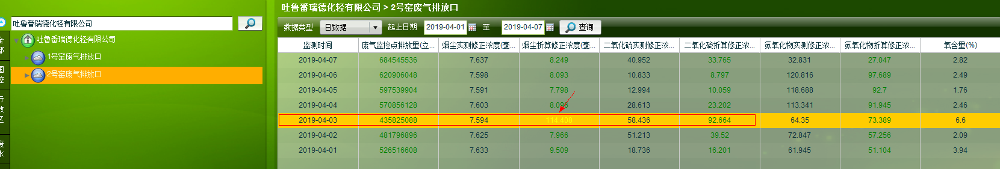 吐鲁番瑞德化轻有限公司 > 2号窑废气排放口
吐鲁番瑞德化轻有限公司
数据类型 日数据 起止日期 2019-04-01 至 2019-04-07 查询
全部
国控
行政区
废水
吐鲁番瑞德化轻有限公司
1号窑废气排放口
2号窑废气排放口
监测时间 废气监控点排放量(立... 烟尘实测修正浓度(毫... 烟尘折算修正浓度(毫... 二氧化硫实测修正浓... 二氧化硫折算修正浓... 氮氧化物实测修正浓... 氮氧化物折算修正浓... 氧含量(%)
2019-04-07 684545536 7.637 8.249 40.952 33.765 32.831 27.047 2.82
2019-04-06 620906048 7.598 8.093 10.833 8.797 120.816 97.689 2.49
2019-04-05 597539904 7.591 7.798 12.994 10.059 118.688 92.7 1.76
2019-04-04 570856128 7.603 8.096 28.613 23.202 113.341 91.945 2.46
2019-04-03 435825088 7.594 114.408 58.436 92.664 64.35 73.389 6.6
2019-04-02 481796896 7.625 7.966 51.213 39.52 72.847 57.256 2.09
2019-04-01 526516608 7.633 9.509 18.736 16.201 61.945 51.104 3.94